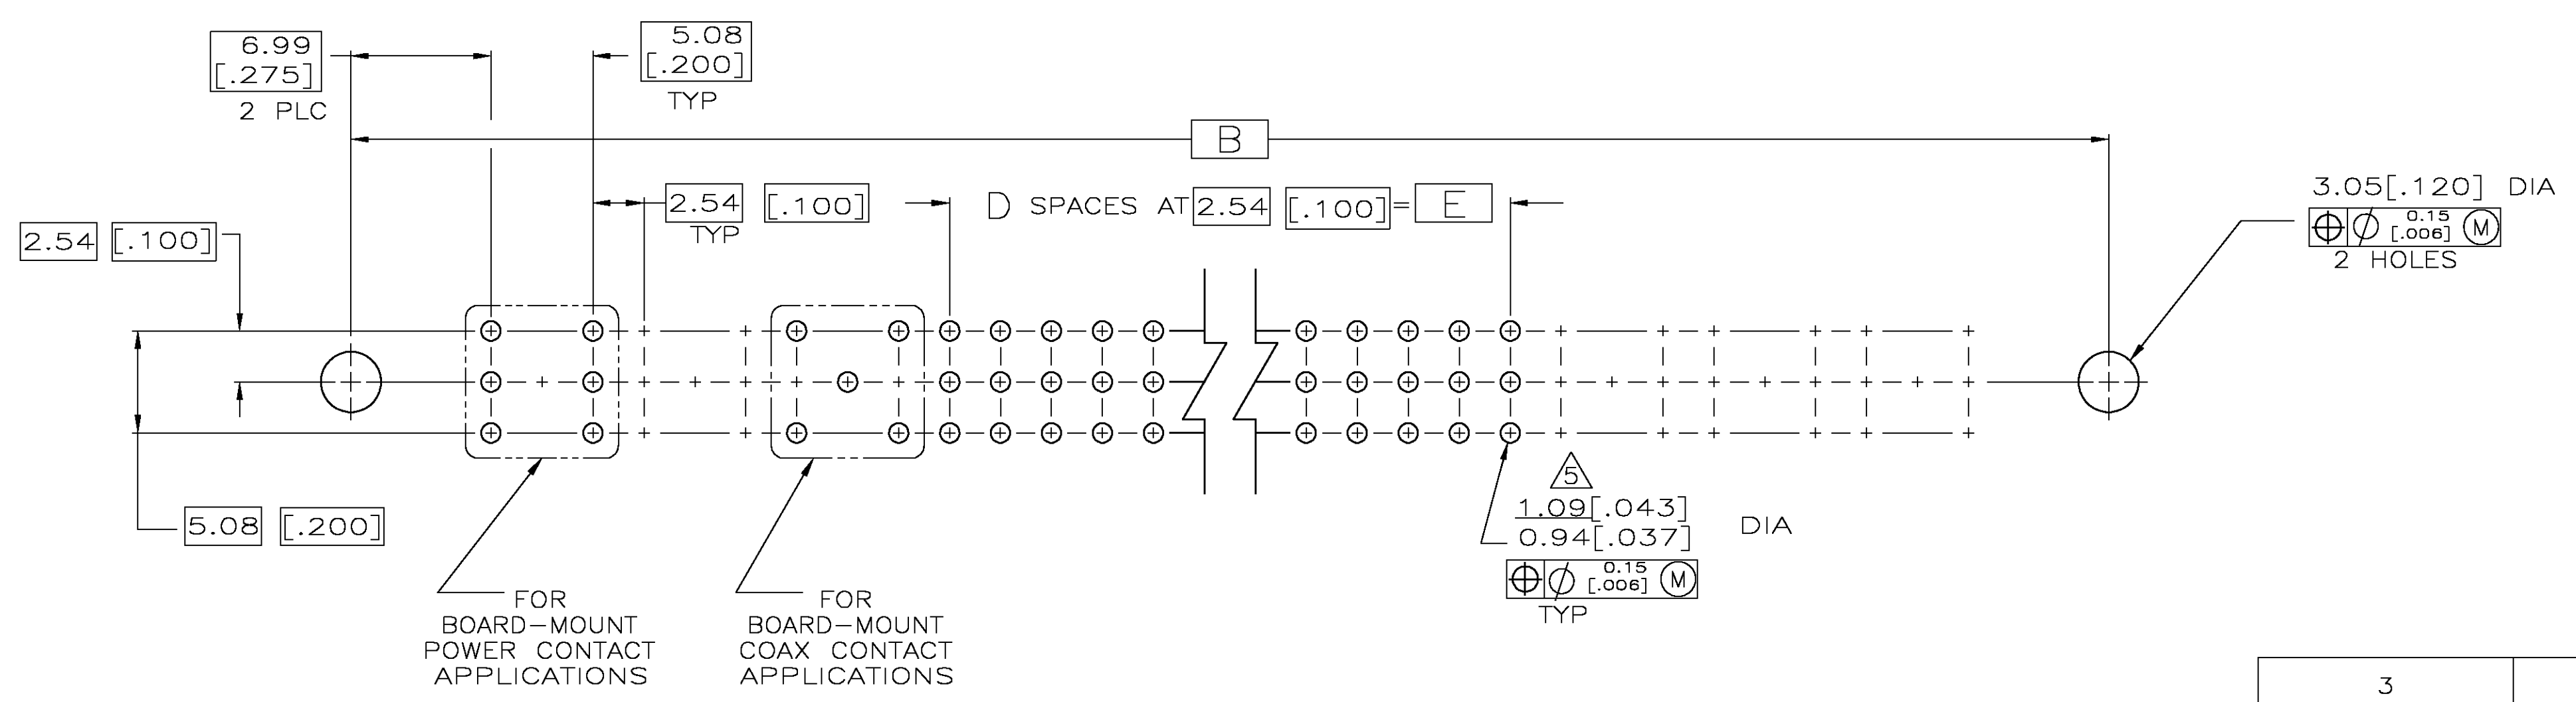 6.99
[.275]
2 PLC
5.08
[.200]
TYP
B
2.54 [.100]
TYP
D SPACES AT 2.54 [.100]= E
2.54 [.100]
3.05[.120] DIA
⌖ ⌀ 0.15 Ⓜ
[.006]
2 HOLES
5.08 [.200]
5
1.09[.043]
0.94[.037] DIA
⌖ ⌀ 0.15 Ⓜ
[.006]
TYP
FOR
BOARD-MOUNT
POWER CONTACT
APPLICATIONS
FOR
BOARD-MOUNT
COAX CONTACT
APPLICATIONS
3